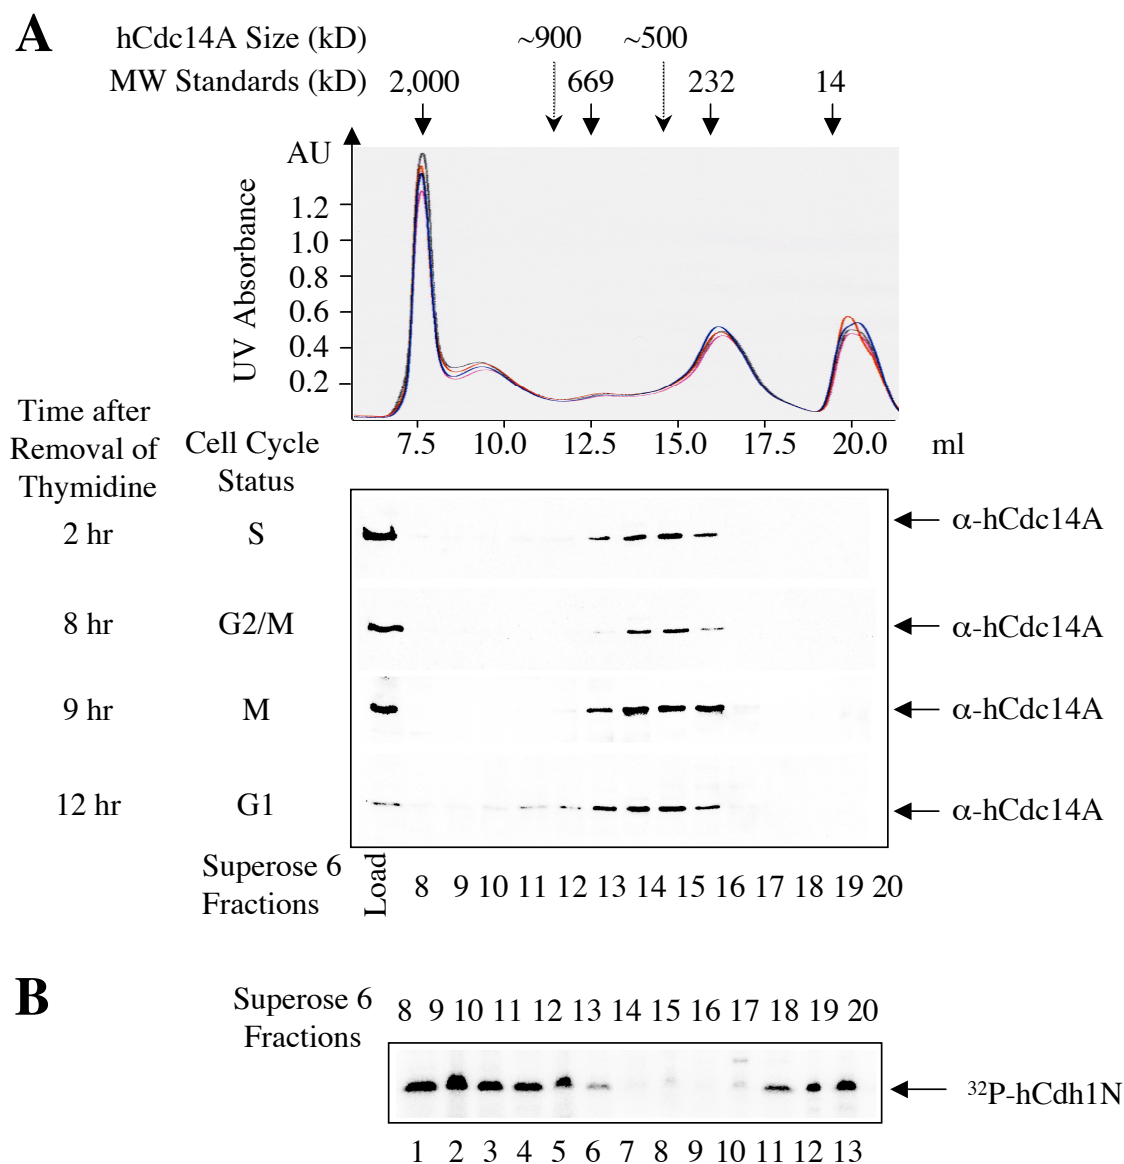 A
hCdc14A Size (kD) ~900 ~500
MW Standards (kD) 2,000 669 232 14
AU
UV Absorbance
1.2
1.0
0.8
0.6
0.4
0.2
7.5 10.0 12.5 15.0 17.5 20.0 ml
Time after
Removal of
Thymidine
Cell Cycle
Status
2 hr S α-hCdc14A
8 hr G2/M α-hCdc14A
9 hr M α-hCdc14A
12 hr G1 α-hCdc14A
Superose 6
Fractions
Load 8 9 10 11 12 13 14 15 16 17 18 19 20
B
Superose 6
Fractions
8 9 10 11 12 13 14 15 16 17 18 19 20
³²P-hCdh1N
1 2 3 4 5 6 7 8 9 10 11 12 13